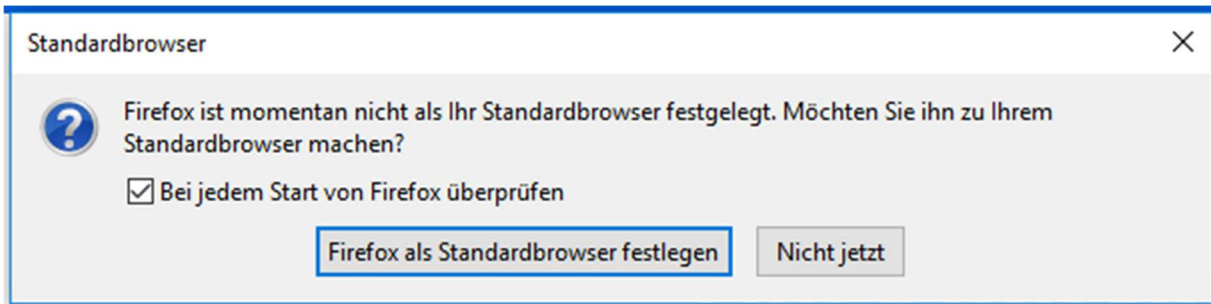 Standardbrowser
Firefox ist momentan nicht als Ihr Standardbrowser festgelegt. Möchten Sie ihn zu Ihrem
Standardbrowser machen?
Bei jedem Start von Firefox überprüfen
Firefox als Standardbrowser festlegen Nicht jetzt